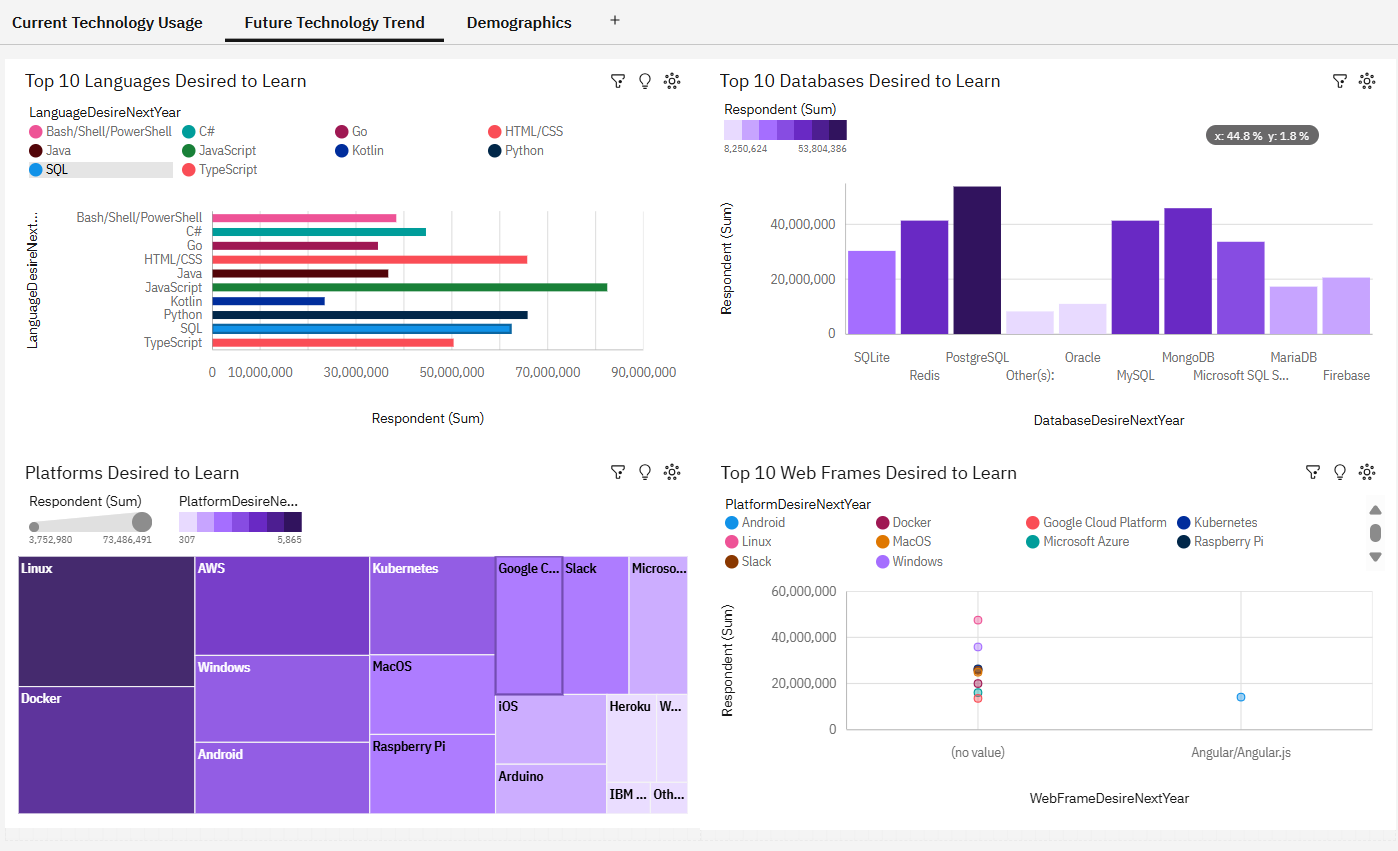 Current Technology Usage Future Technology Trend Demographics +
Top 10 Languages Desired to Learn
LanguageDesireNextYear
Bash/Shell/PowerShell C# Go HTML/CSS
Java JavaScript Kotlin Python
SQL TypeScript
LanguageDesireNext...
Bash/Shell/PowerShell
C#
Go
HTML/CSS
Java
JavaScript
Kotlin
Python
SQL
TypeScript
0 10,000,000 30,000,000 50,000,000 70,000,000 90,000,000
Respondent (Sum)
Top 10 Databases Desired to Learn
Respondent (Sum)
8,250,624 53,804,386
x: 44.8 % y: 1.8 %
Respondent (Sum)
40,000,000
20,000,000
0
SQLite PostgreSQL Oracle MongoDB MariaDB
Redis Other(s): MySQL Microsoft SQL S... Firebase
DatabaseDesireNextYear
Platforms Desired to Learn
Respondent (Sum) PlatformDesireNe...
3,752,980 73,486,491 307 5,865
Linux AWS Kubernetes Google C... Slack Microso...
Windows MacOS
Docker iOS Heroku W...
Android Raspberry Pi
Arduino IBM ... Oth...
Top 10 Web Frames Desired to Learn
PlatformDesireNextYear
Android Docker Google Cloud Platform Kubernetes
Linux MacOS Microsoft Azure Raspberry Pi
Slack Windows
Respondent (Sum)
60,000,000
40,000,000
20,000,000
0
(no value) Angular/Angular.js
WebFrameDesireNextYear